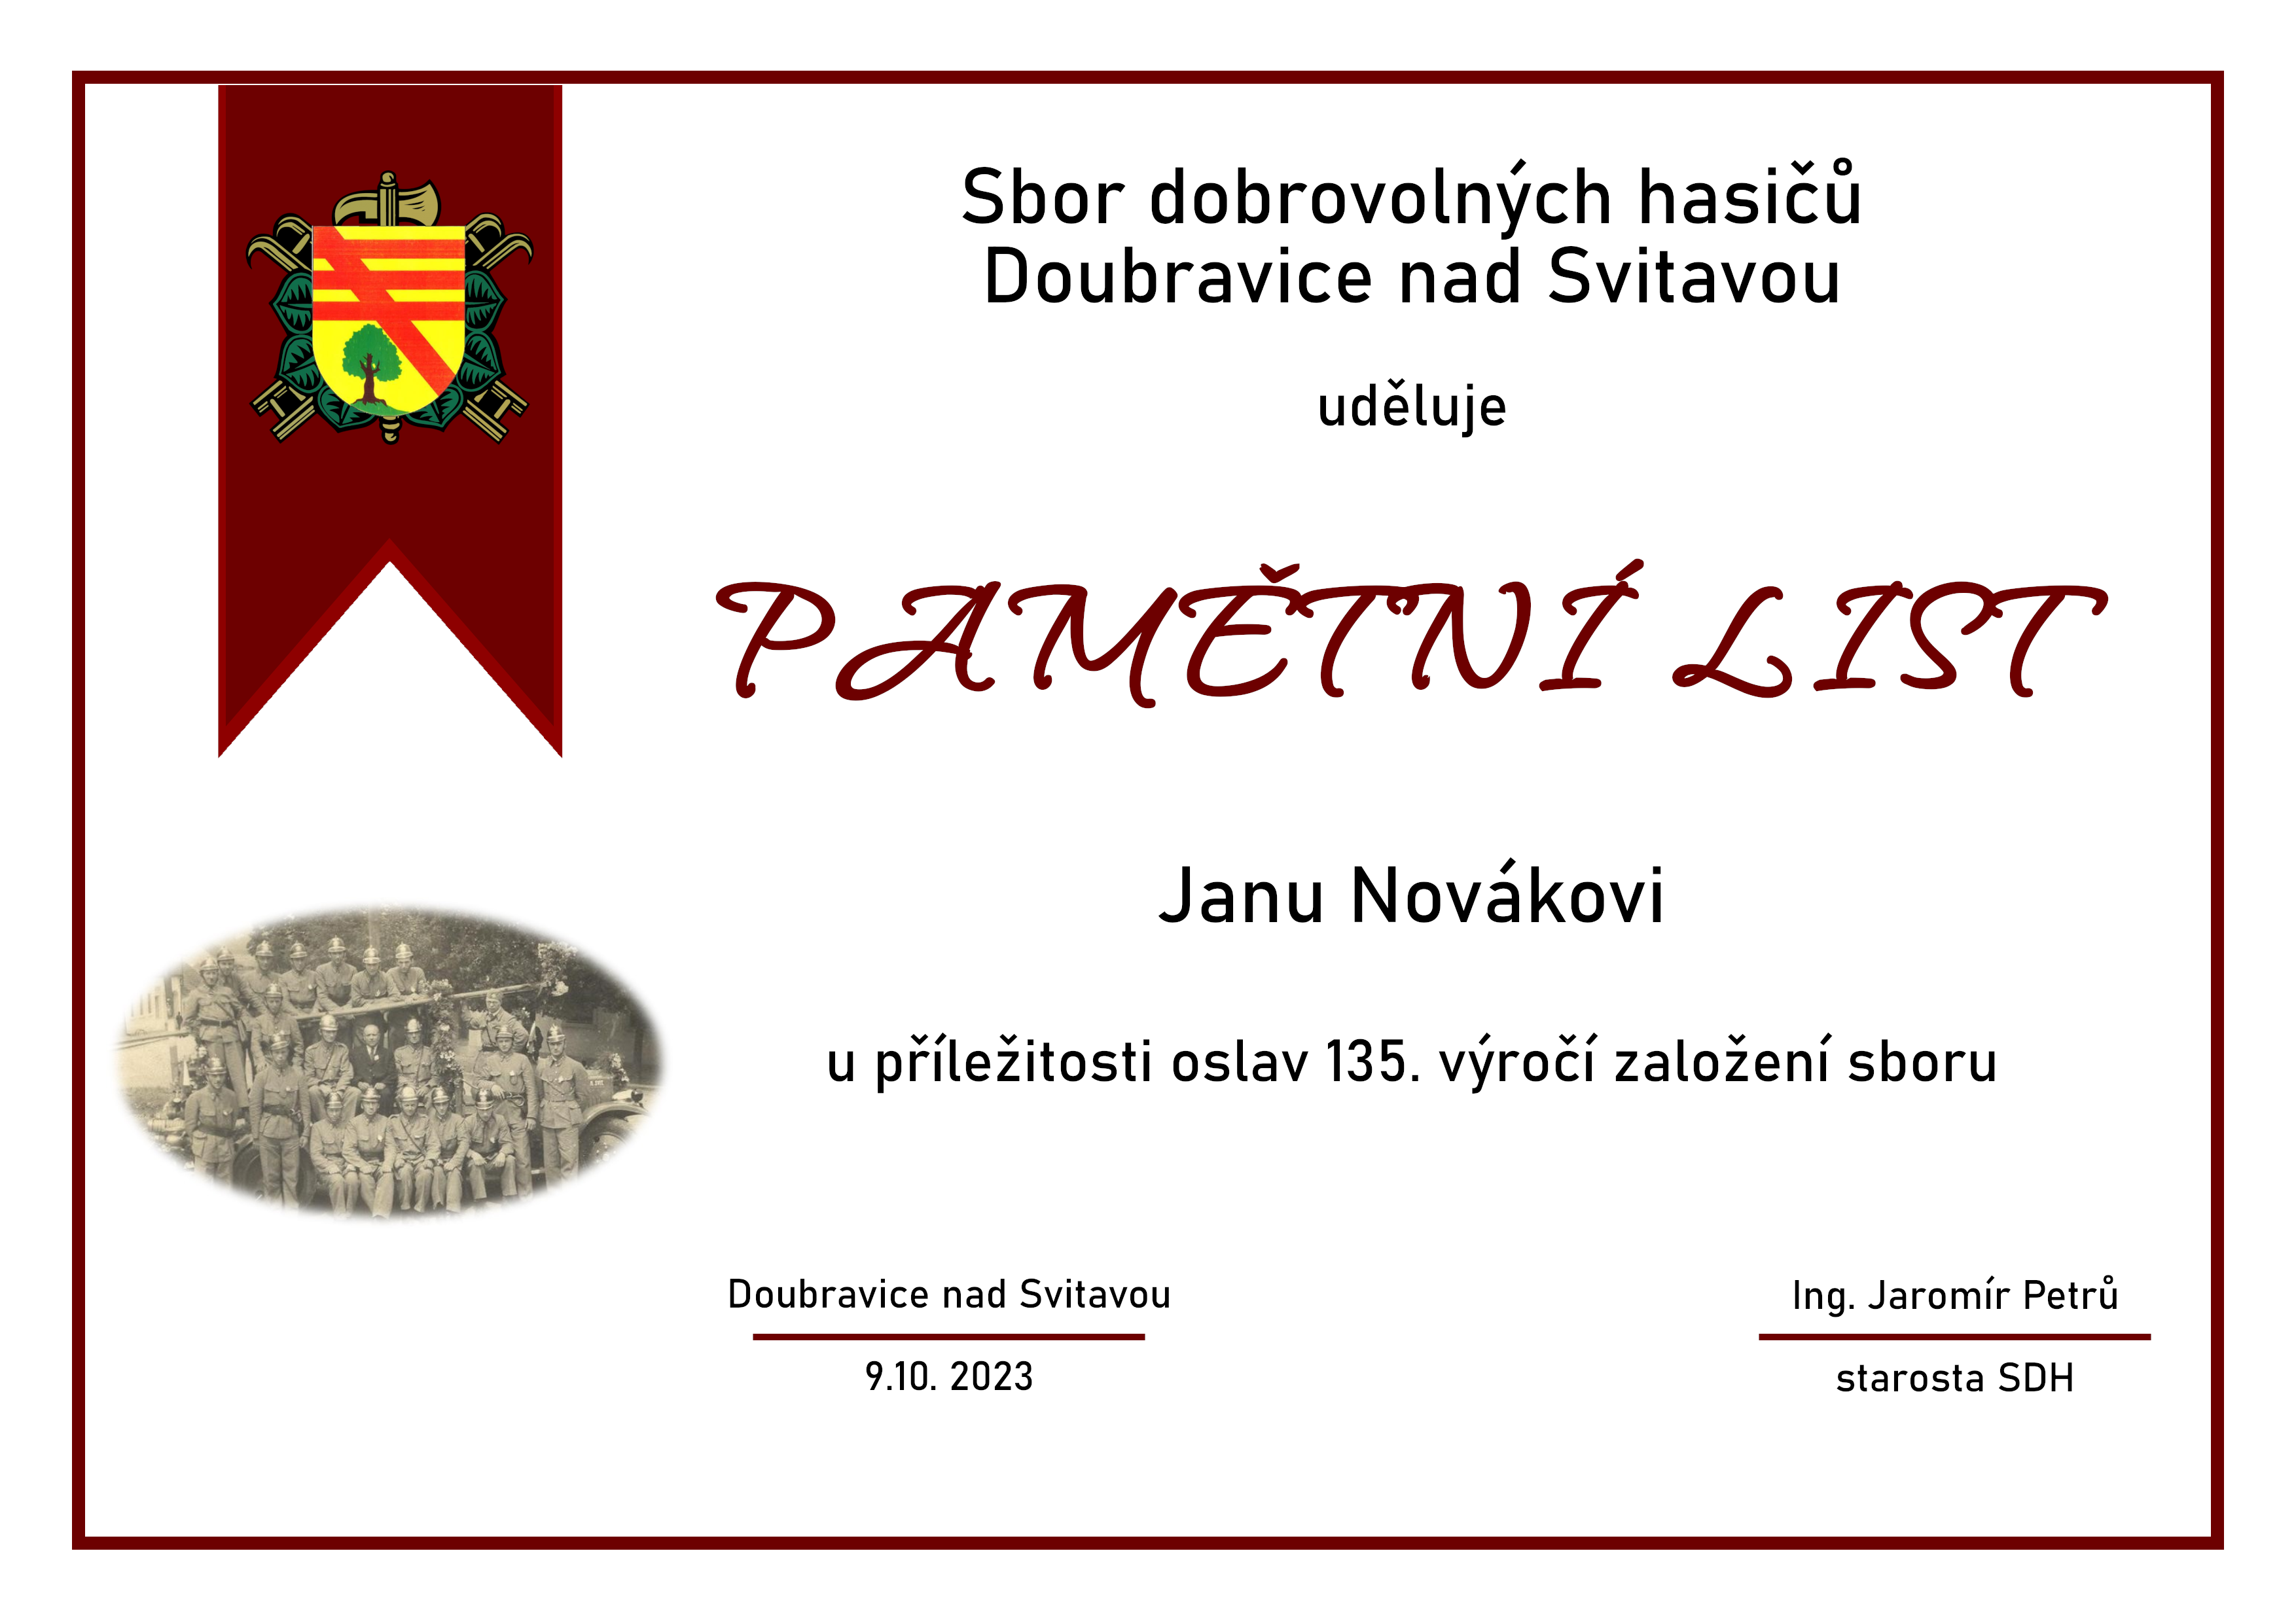 Sbor dobrovolných hasičů
Doubravice nad Svitavou
uděluje
PAMĚTNÍ LIST
Janu Novákovi
u příležitosti oslav 135. výročí založení sboru
Doubravice nad Svitavou
9.10. 2023
Ing. Jaromír Petrů
starosta SDH